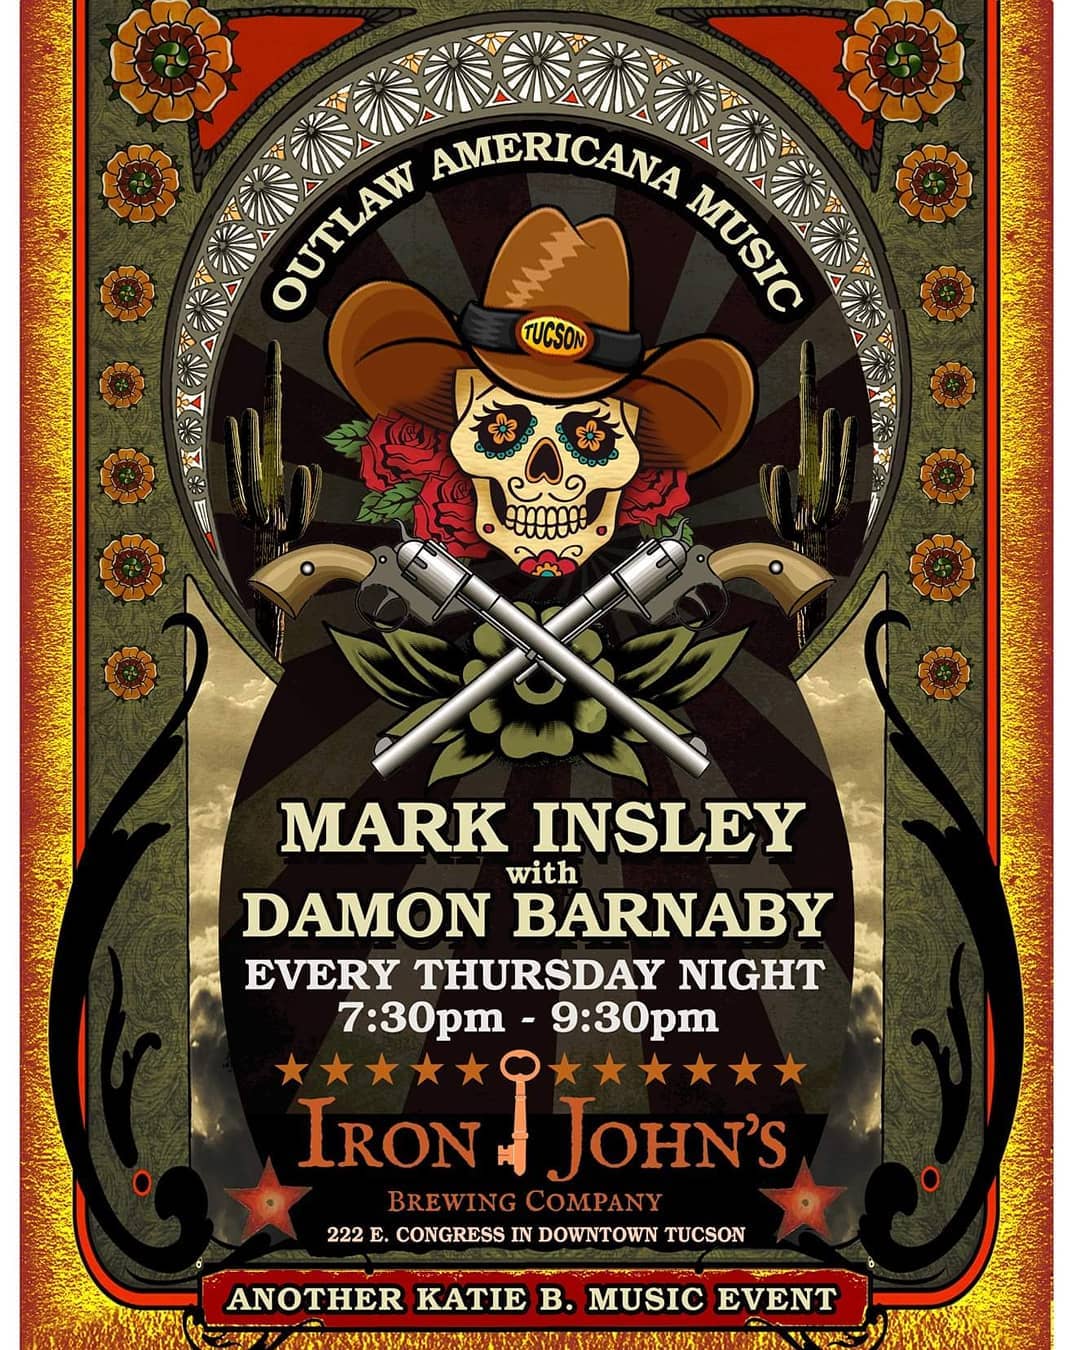 OUTLAW AMERICANA MUSIC
TUCSON
MARK INSLEY
with
DAMON BARNABY
EVERY THURSDAY NIGHT
7:30pm - 9:30pm
IRON JOHN'S
BREWING COMPANY
222 E. CONGRESS IN DOWNTOWN TUCSON
ANOTHER KATIE B. MUSIC EVENT